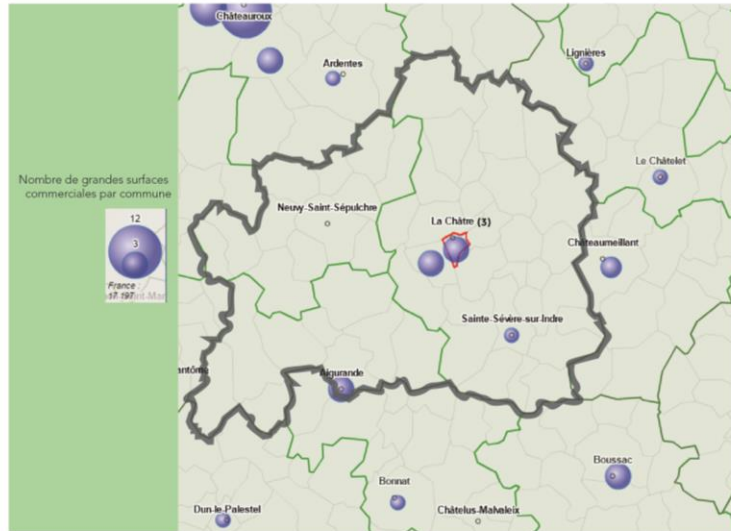 Châteauroux
Ardentes
Lignières
Le Châtelet
Nombre de grandes surfaces
commerciales par commune
12
3
France :
17 197
Neuvy-Saint-Sépulchre
La Châtre (3)
Châteaumeillant
Sainte-Sévère-sur-Indre
Aigurande
Boussac
Bonnat
Dun-le-Palestel
Châtelus-Malvaleix